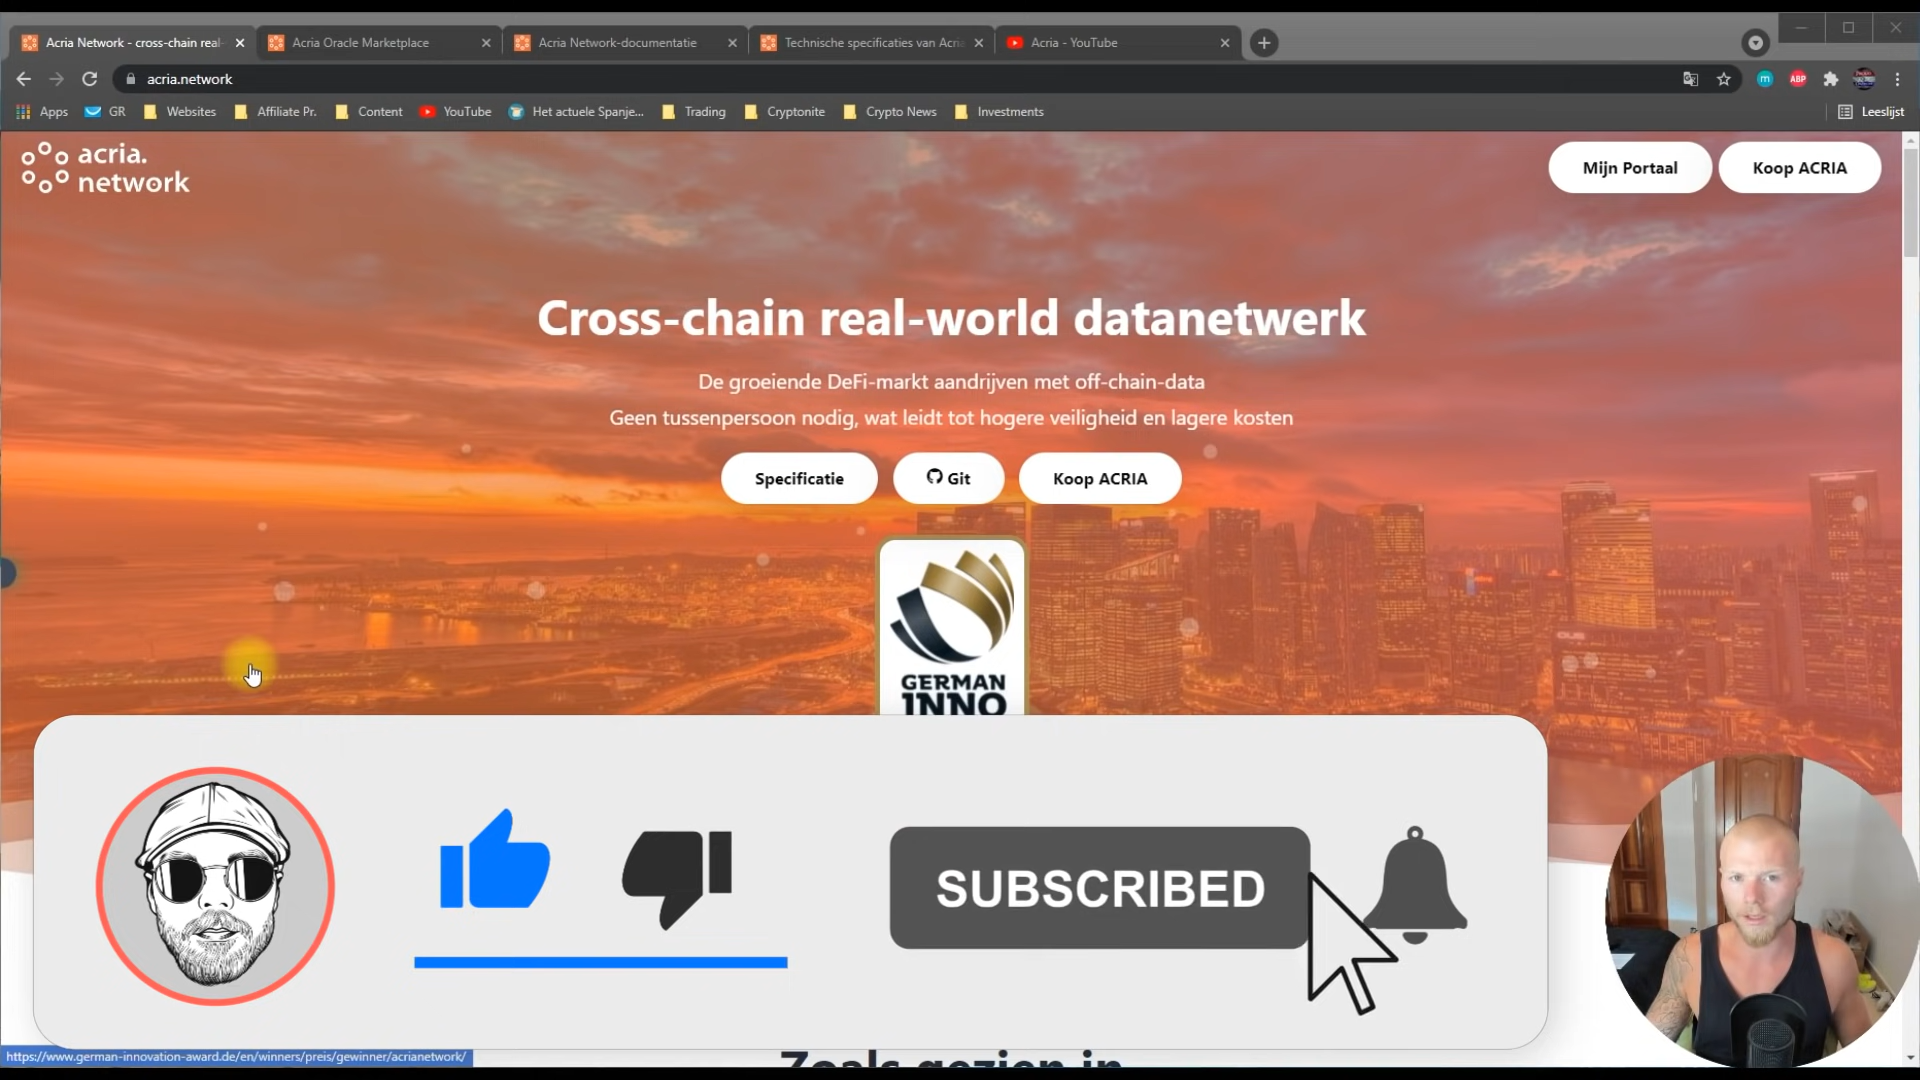 Acria Network - cross-chain real-
Acria Oracle Marketplace
Acria Network-documentatie
Technische specificaties van Acria
Acria - YouTube
acria.network
ABP
Apps
GR
Websites
Affiliate Pr.
Content
YouTube
Het actuele Spanje...
Trading
Cryptonite
Crypto News
Investments
Leeslijst
acria.
network
Mijn Portaal
Koop ACRIA
Cross-chain real-world datanetwerk
De groeiende DeFi-markt aandrijven met off-chain-data
Geen tussenpersoon nodig, wat leidt tot hogere veiligheid en lagere kosten
Specificatie
Git
Koop ACRIA
GERMAN
INNO
SUBSCRIBED
https://www.german-innovation-award.de/en/winners/preis/gewinner/acrianetwork/
Zoals gezien in